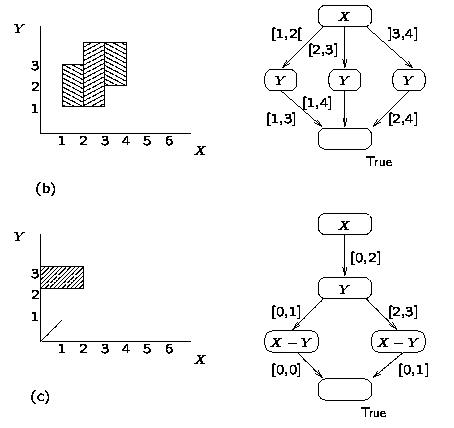 Y
3
2
1
1 2 3 4 5 6
X
X
[1,2[
[2,3]
]3,4]
Y
Y
Y
[1,3]
[1,4]
[2,4]
True
(b)
Y
3
2
1
1 2 3 4 5 6
X
X
[0,2]
Y
[0,1]
[2,3]
X − Y
X − Y
[0,0]
[0,1]
True
(c)